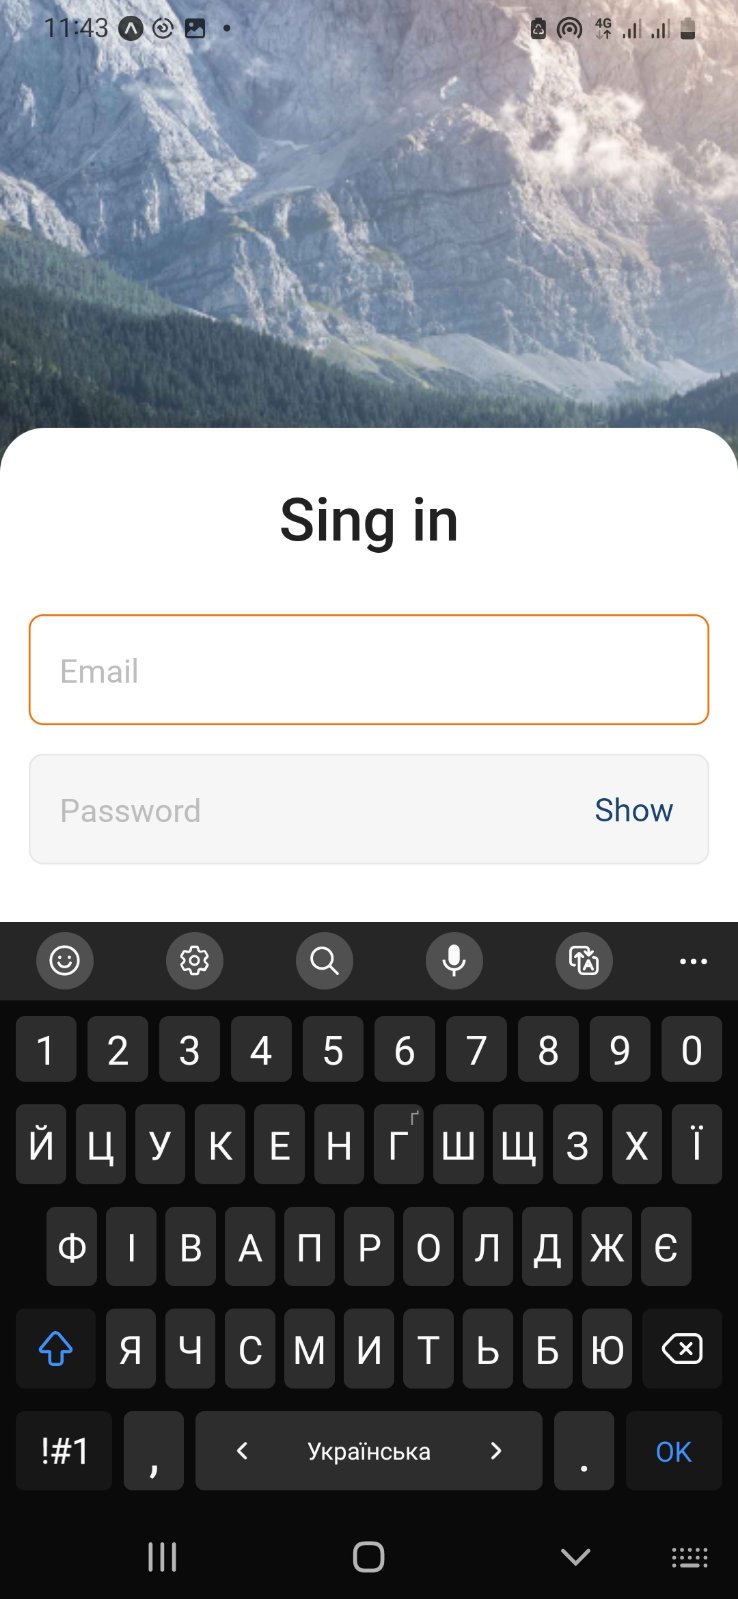 11:43
4G
Sing in
Email
Password Show
1 2 3 4 5 6 7 8 9 0
Й Ц У К Е Н Г ґ Ш Щ З Х Ї
Ф І В А П Р О Л Д Ж Є
Я Ч С М И Т Ь Б Ю
!#1 , < Українська > . OK